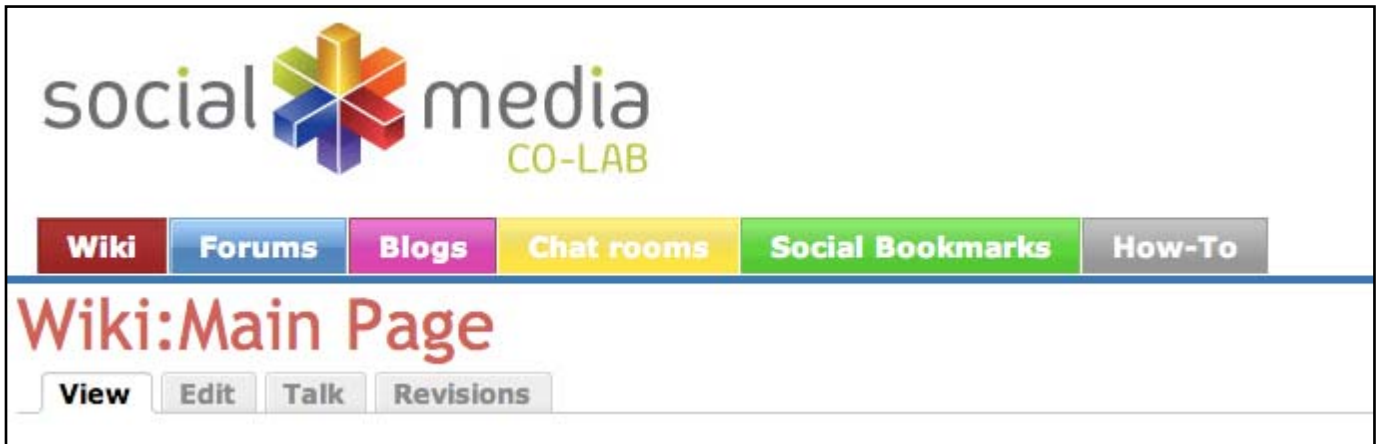 social media
CO-LAB
Wiki Forums Blogs Chat rooms Social Bookmarks How-To
Wiki:Main Page
View Edit Talk Revisions